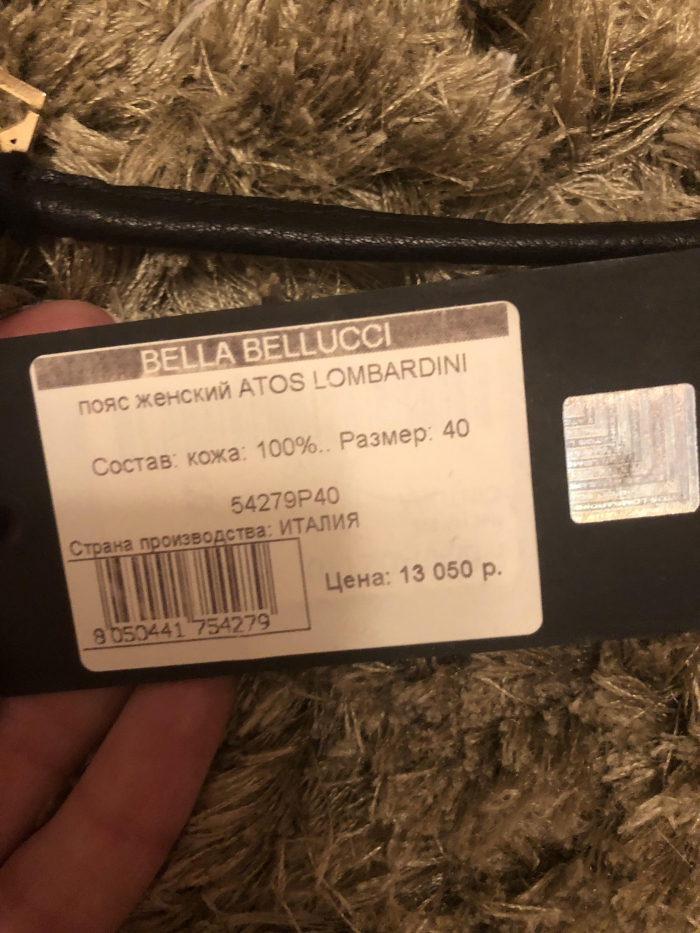 BELLA BELLUCCI
пояс женский ATOS LOMBARDINI
Состав: кожа: 100%.. Размер: 40
54279P40
Страна производства: ИТАЛИЯ
Цена: 13 050 р.
8 050441 754279